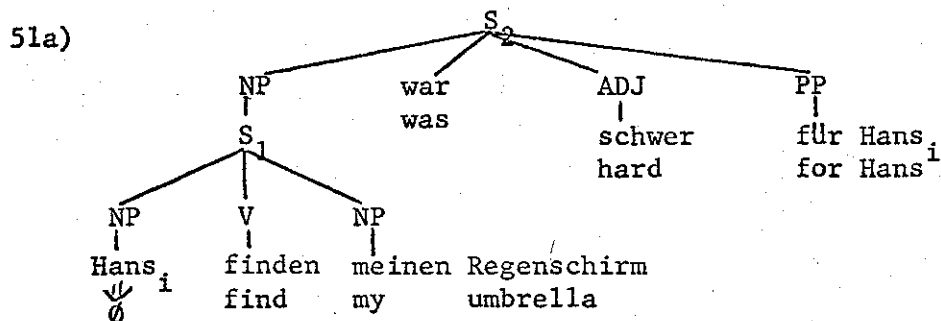 51a) S₂
NP war ADJ PP
was
S₁ schwer für Hansᵢ
hard for Hansᵢ
NP V NP
Hansᵢ finden meinen Regenschirm
find my umbrella
∅